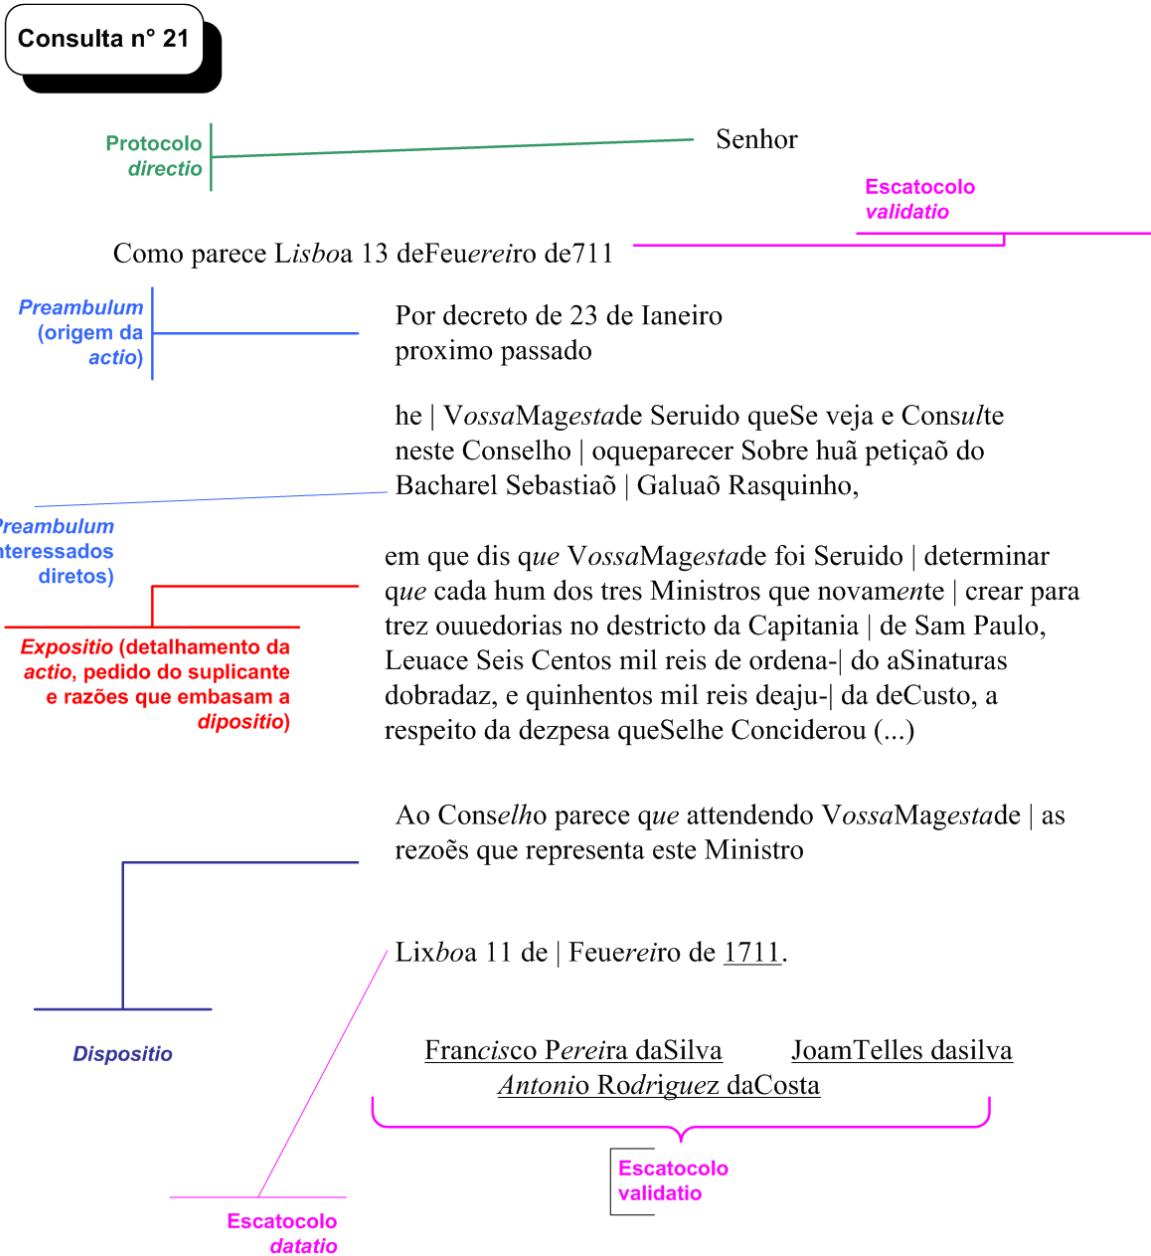 Consulta n° 21
Protocolo
directio
Senhor
Escatocolo
validatio
Como parece Lisboa 13 deFeuereiro de711
Preambulum
(origem da
actio)
Por decreto de 23 de Ianeiro
proximo passado
he | VossaMagestade Seruido queSe veja e Consulte
neste Conselho | oqueparecer Sobre huã petiçaõ do
Bacharel Sebastiaõ | Galuaõ Rasquinho,
Preambulum
nteressados
diretos)
em que dis que VossaMagestade foi Seruido | determinar
que cada hum dos tres Ministros que novamente | crear para
trez ouuedorias no destricto da Capitania | de Sam Paulo,
Leuace Seis Centos mil reis de ordena-| do aSinaturas
dobradaz, e quinhentos mil reis deaju-| da deCusto, a
respeito da dezpesa queSelhe Conciderou (...)
Expositio (detalhamento da
actio, pedido do suplicante
e razões que embasam a
dipositio)
Ao Conselho parece que attendendo VossaMagestade | as
rezoẽs que representa este Ministro
Dispositio
Lixboa 11 de | Feuereiro de 1711.
Francisco Pereira daSilva JoamTelles dasilva
Antonio Rodriguez daCosta
Escatocolo
validatio
Escatocolo
datatio